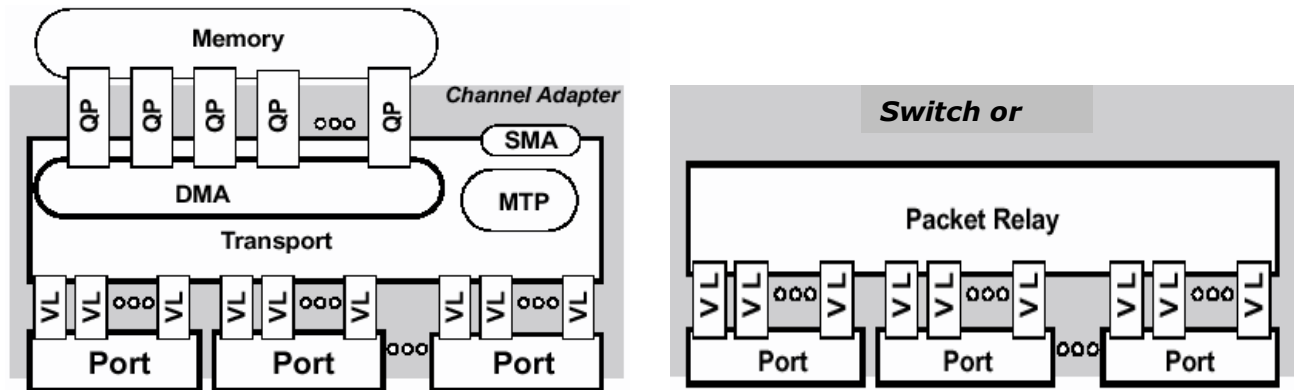 Memory
Channel Adapter
QP QP QP QP ooo QP
SMA
DMA
MTP
Transport
VL VL ooo VL VL VL ooo VL VL VL ooo VL
Port Port ooo Port
Switch or
Packet Relay
VL VL ooo VL VL VL ooo VL VL VL ooo VL
Port Port ooo Port